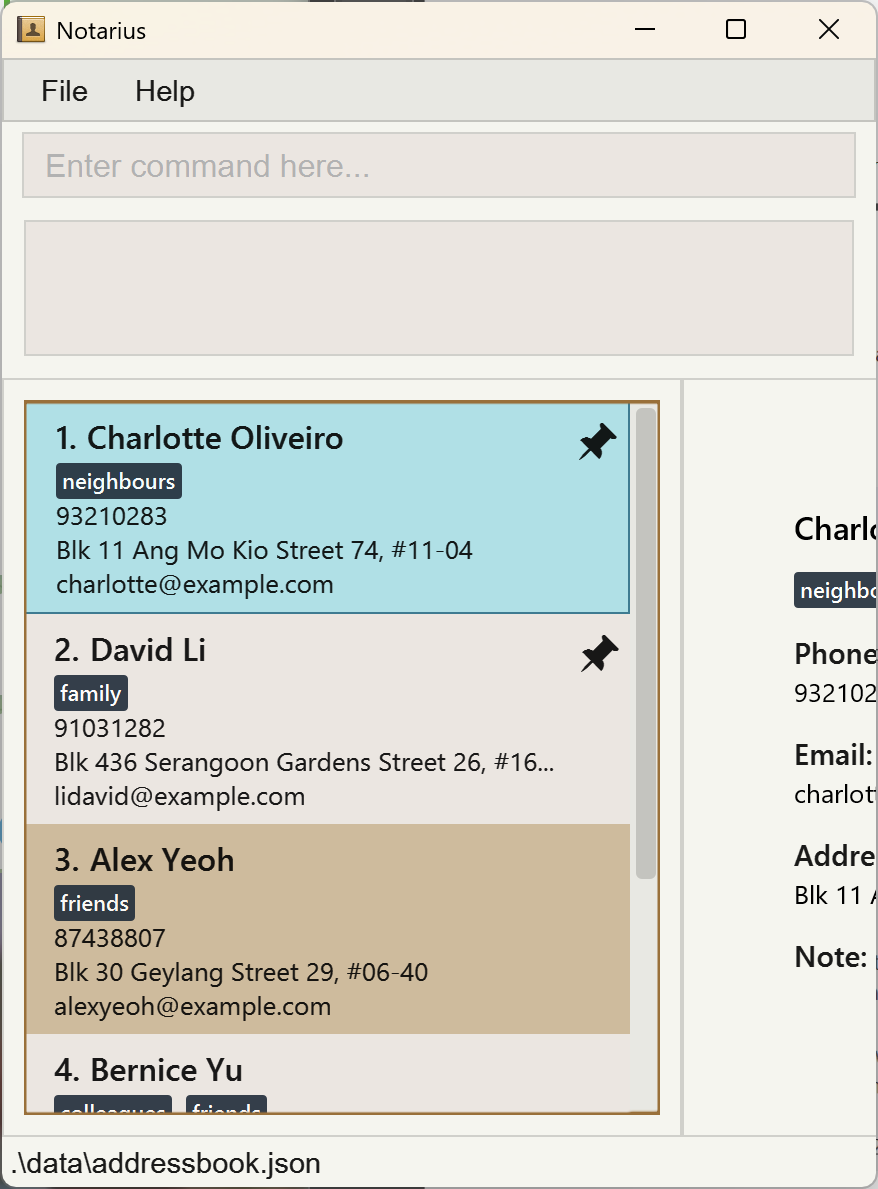 Notarius
File Help
Enter command here...
1. Charlotte Oliveiro
neighbours
93210283
Blk 11 Ang Mo Kio Street 74, #11-04
charlotte@example.com
2. David Li
family
91031282
Blk 436 Serangoon Gardens Street 26, #16...
lidavid@example.com
3. Alex Yeoh
friends
87438807
Blk 30 Geylang Street 29, #06-40
alexyeoh@example.com
4. Bernice Yu
colleagues friends
Charlo
neighbo
Phone
932102
Email:
charlott
Addre
Blk 11 A
Note:
.\data\addressbook.json